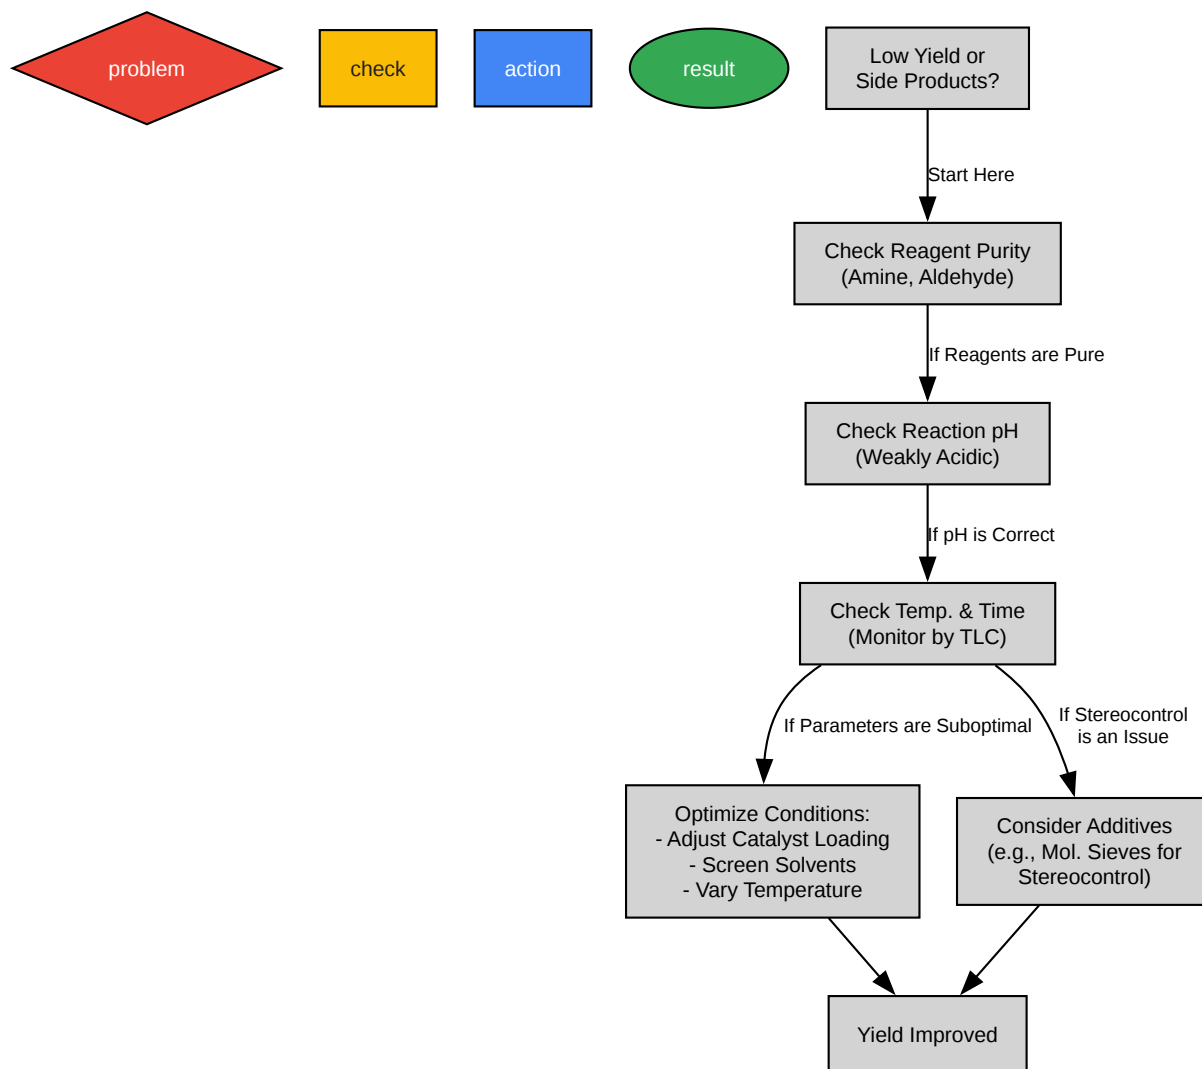 problem
check
action
result
Low Yield or
Side Products?
Start Here
Check Reagent Purity
(Amine, Aldehyde)
If Reagents are Pure
Check Reaction pH
(Weakly Acidic)
If pH is Correct
Check Temp. & Time
(Monitor by TLC)
If Parameters are Suboptimal
If Stereocontrol
is an Issue
Optimize Conditions:
- Adjust Catalyst Loading
- Screen Solvents
- Vary Temperature
Consider Additives
(e.g., Mol. Sieves for
Stereocontrol)
Yield Improved